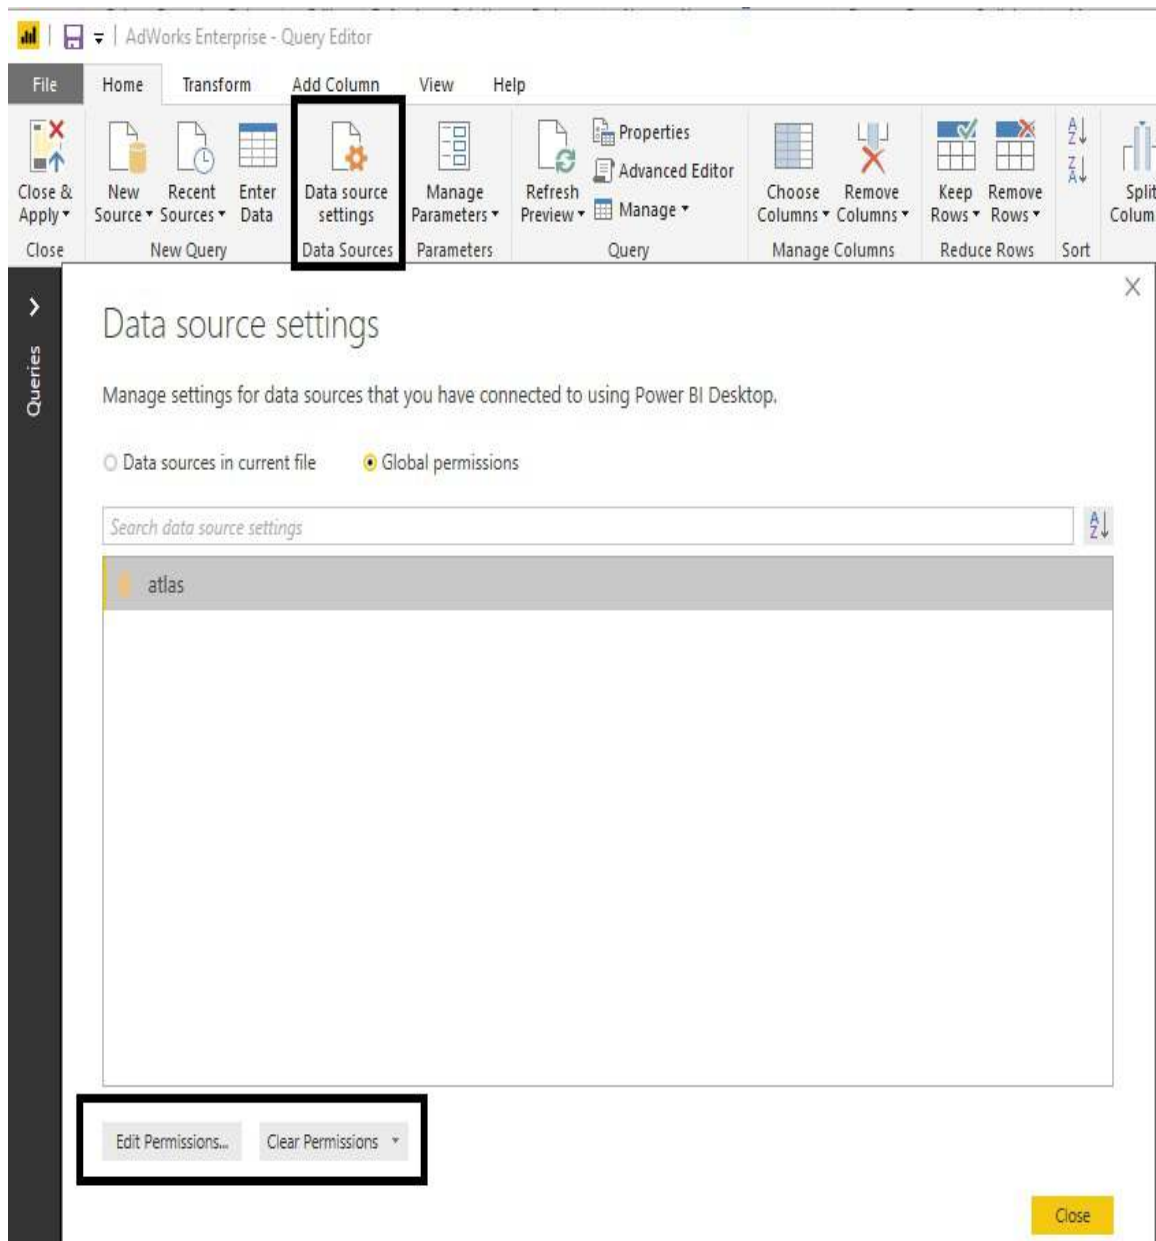 AdWorks Enterprise - Query Editor
File Home Transform Add Column View Help
Properties
Advanced Editor
Manage
Close & Apply
New Source
Recent Sources
Enter Data
Data source settings
Manage Parameters
Refresh Preview
Choose Columns
Remove Columns
Keep Rows
Remove Rows
A
Z
Z
A
Split
Colum
Close New Query Data Sources Parameters Query Manage Columns Reduce Rows Sort
Queries
Data source settings
Manage settings for data sources that you have connected to using Power BI Desktop.
Data sources in current file Global permissions
Search data source settings
A
Z
atlas
Edit Permissions... Clear Permissions
Close